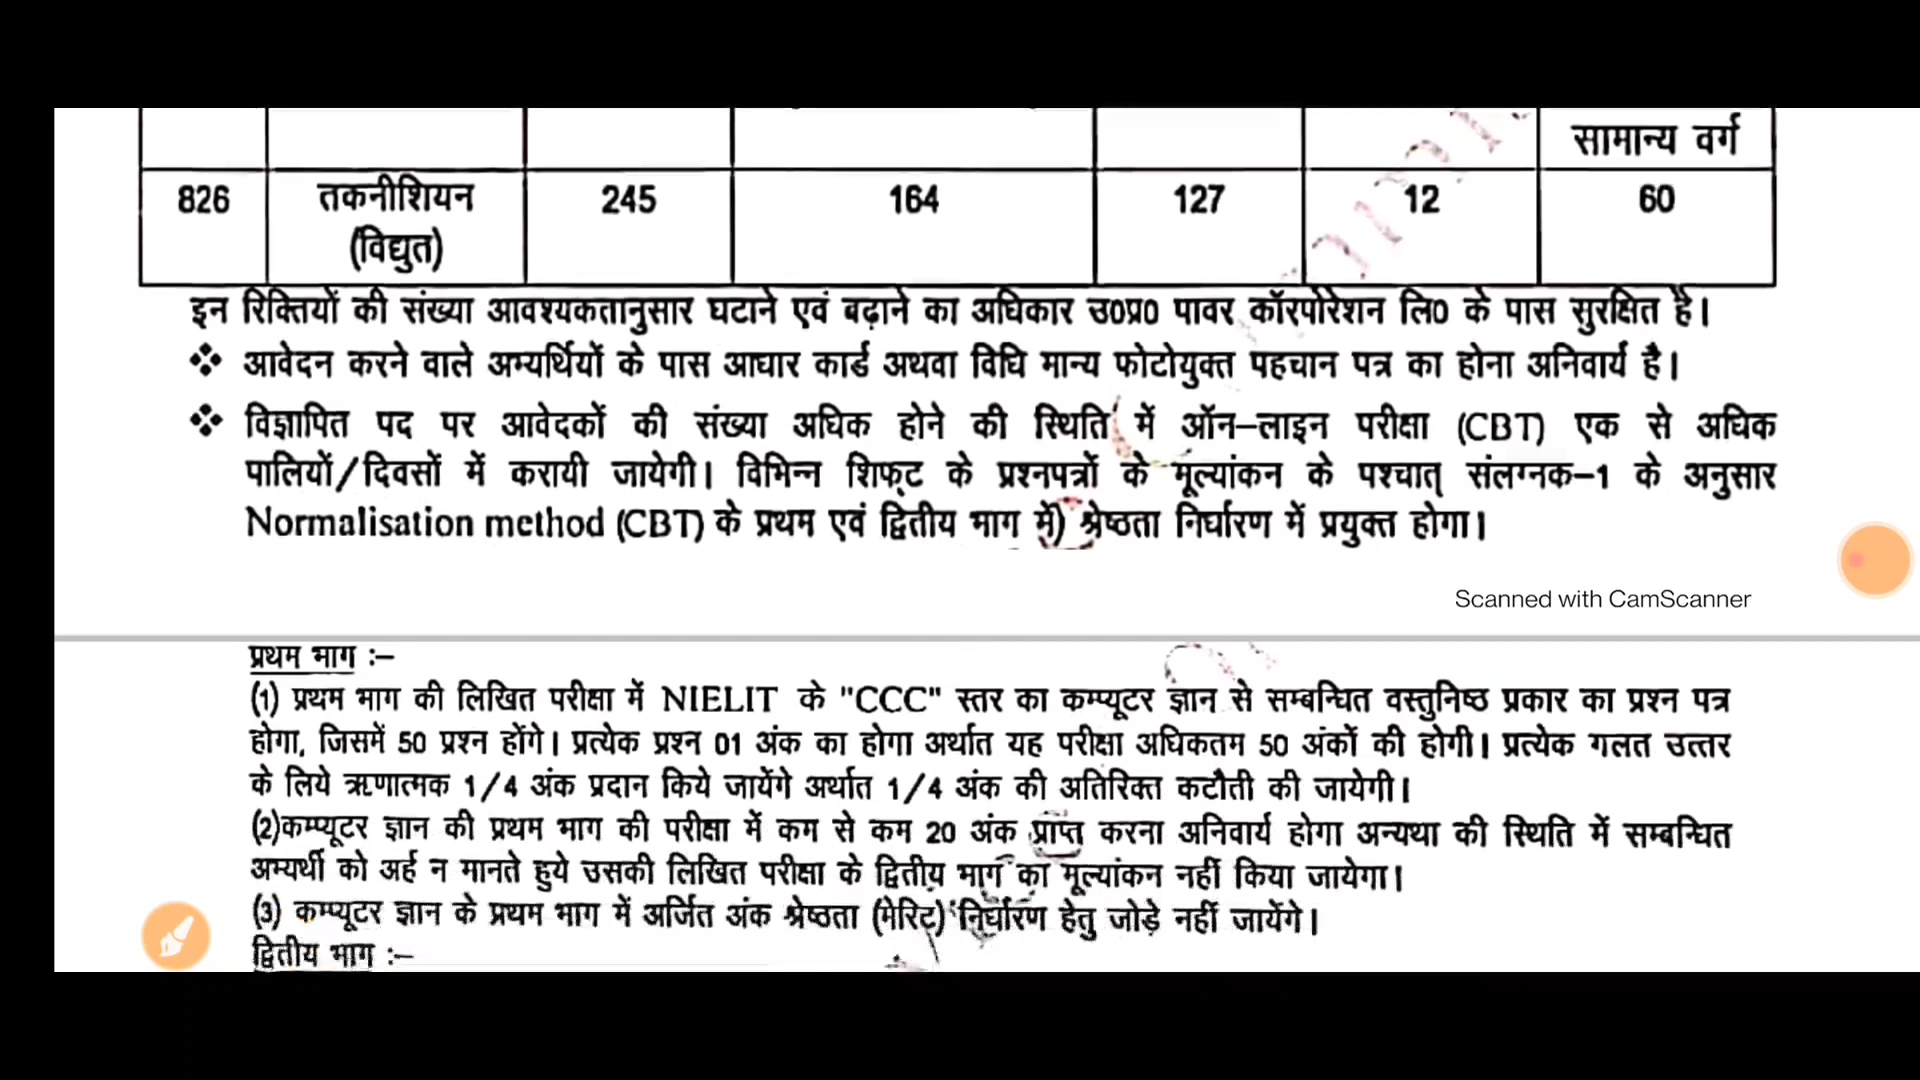 सामान्य वर्ग
826 तकनीशियन (विद्युत) 245 164 127 12 60
इन रिक्तियों की संख्या आवश्यकतानुसार घटाने एवं बढ़ाने का अधिकार उ०प्र० पावर कॉरपोरेशन लि० के पास सुरक्षित है।
❖ आवेदन करने वाले अभ्यर्थियों के पास आधार कार्ड अथवा विधि मान्य फोटोयुक्त पहचान पत्र का होना अनिवार्य है।
❖ विज्ञापित पद पर आवेदकों की संख्या अधिक होने की स्थिति में ऑन–लाइन परीक्षा (CBT) एक से अधिक
पालियों/दिवसों में करायी जायेगी। विभिन्न शिफ्ट के प्रश्नपत्रों के मूल्यांकन के पश्चात् संलग्नक–1 के अनुसार
Normalisation method (CBT) के प्रथम एवं द्वितीय भाग में) श्रेष्ठता निर्धारण में प्रयुक्त होगा।
Scanned with CamScanner
प्रथम भाग :–
(1) प्रथम भाग की लिखित परीक्षा में NIELIT के "CCC" स्तर का कम्प्यूटर ज्ञान से सम्बन्धित वस्तुनिष्ठ प्रकार का प्रश्न पत्र
होगा, जिसमें 50 प्रश्न होंगे। प्रत्येक प्रश्न 01 अंक का होगा अर्थात यह परीक्षा अधिकतम 50 अंकों की होगी। प्रत्येक गलत उत्तर
के लिये ऋणात्मक 1/4 अंक प्रदान किये जायेंगे अर्थात 1/4 अंक की अतिरिक्त कटौती की जायेगी।
(2)कम्प्यूटर ज्ञान की प्रथम भाग की परीक्षा में कम से कम 20 अंक प्राप्त करना अनिवार्य होगा अन्यथा की स्थिति में सम्बन्धित
अभ्यर्थी को अर्ह न मानते हुये उसकी लिखित परीक्षा के द्वितीय भाग का मूल्यांकन नहीं किया जायेगा।
(3) कम्प्यूटर ज्ञान के प्रथम भाग में अर्जित अंक श्रेष्ठता (मेरिट) निर्धारण हेतु जोड़े नहीं जायेंगे।
द्वितीय भाग :–